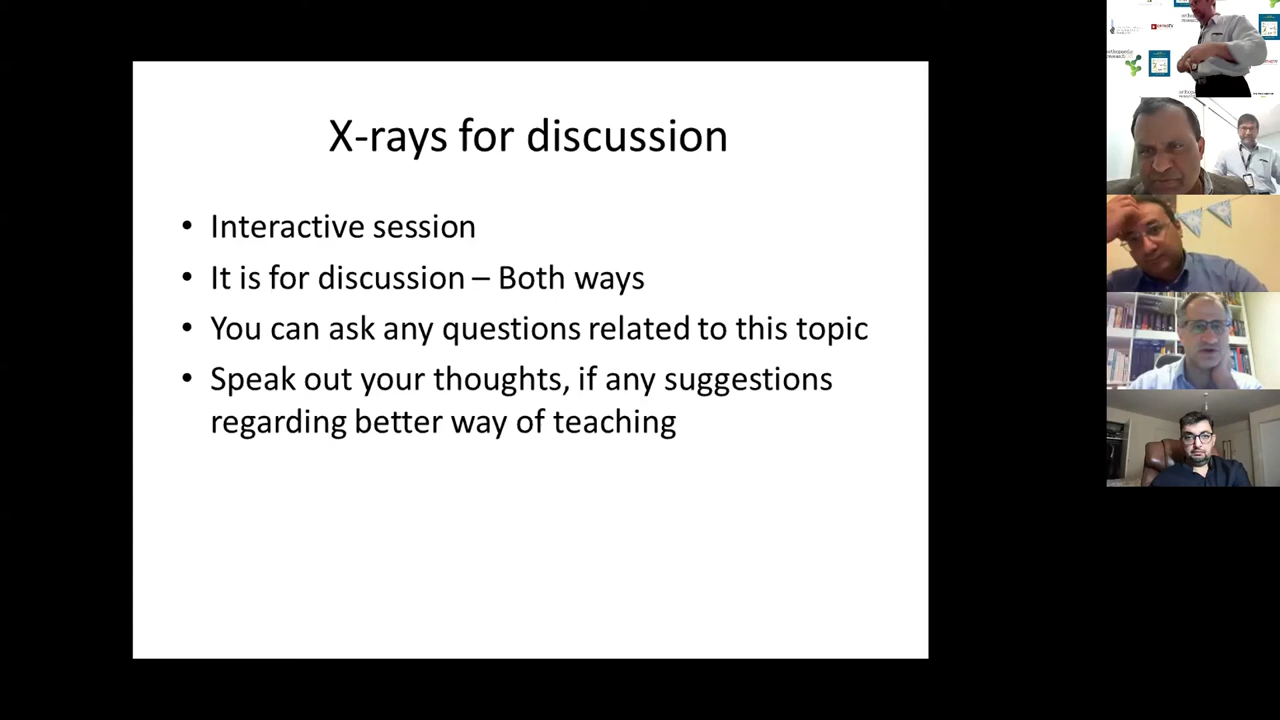 X-rays for discussion
• Interactive session
• It is for discussion – Both ways
• You can ask any questions related to this topic
• Speak out your thoughts, if any suggestions
regarding better way of teaching